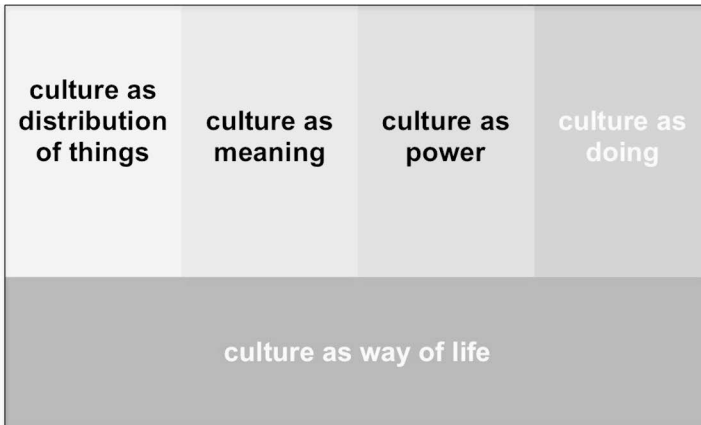 culture as
distribution
of things
culture as
meaning
culture as
power
culture as
doing
culture as way of life